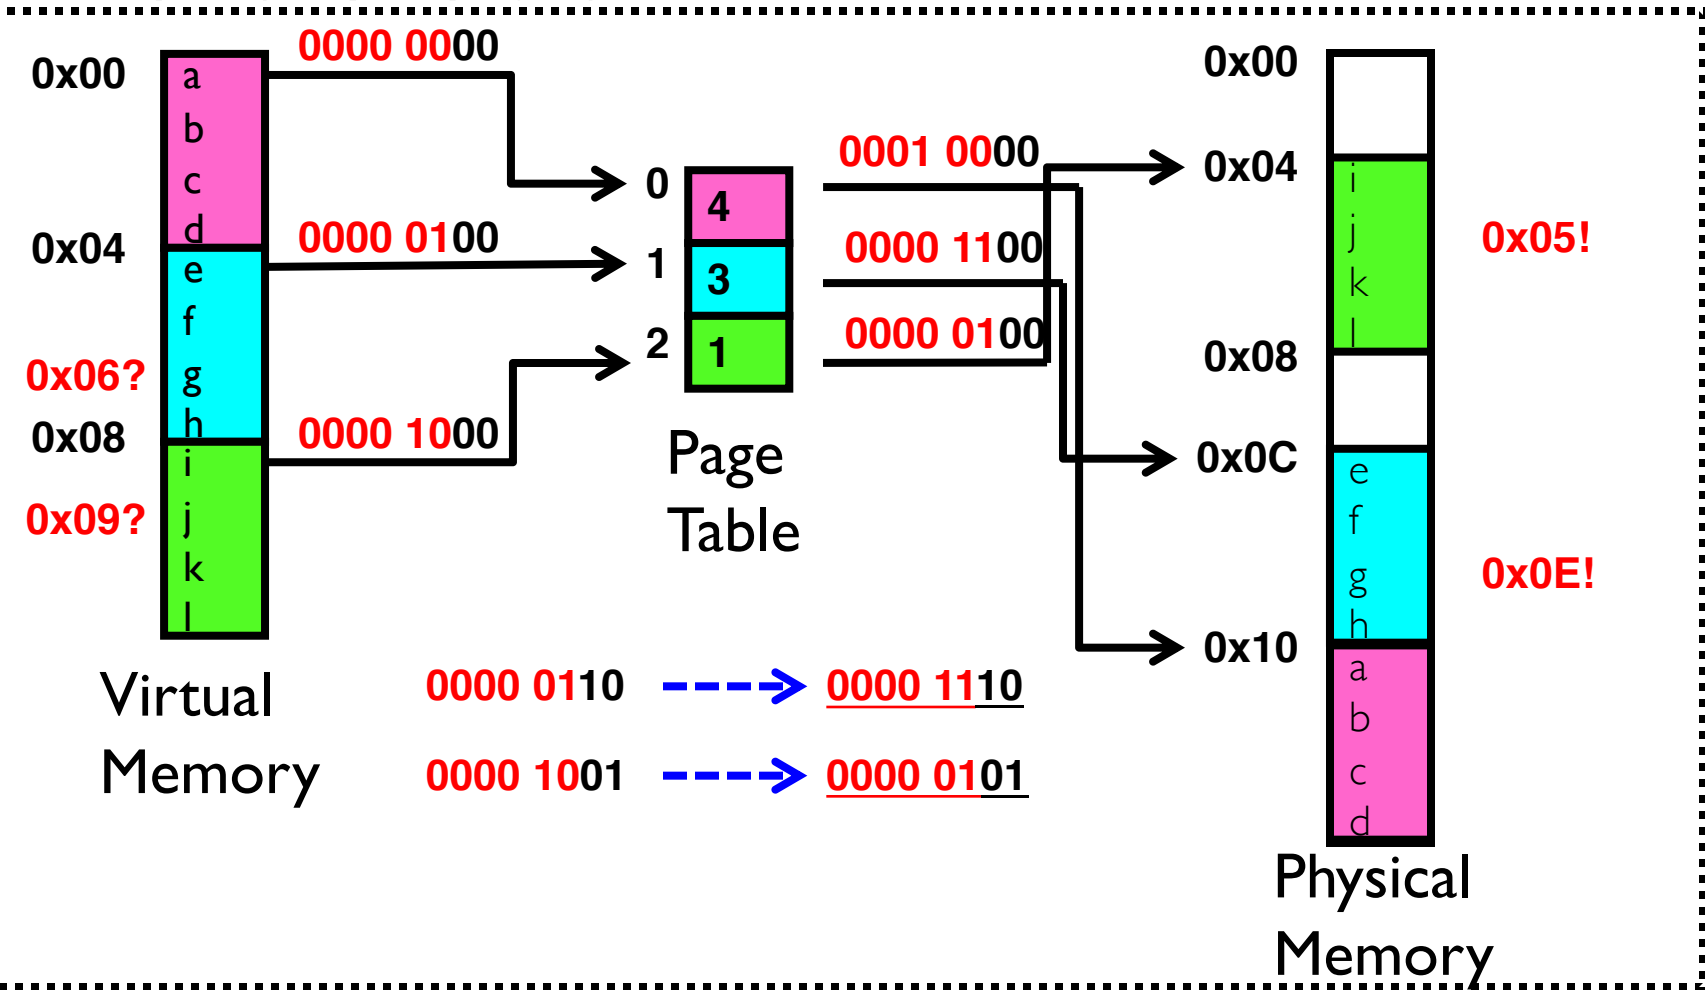 0x00
a
b
c
d
0x04
e
f
0x06?
g
h
0x08
i
0x09?
j
k
l
Virtual
Memory
0000 0000
0000 0100
0000 1000
0
4
1
3
2
1
Page
Table
0001 0000
0000 1100
0000 0100
0000 0110
0000 1110
0000 1001
0000 0101
0x00
0x04
i
j
0x05!
k
l
0x08
0x0C
e
f
g
0x0E!
h
0x10
a
b
c
d
Physical
Memory